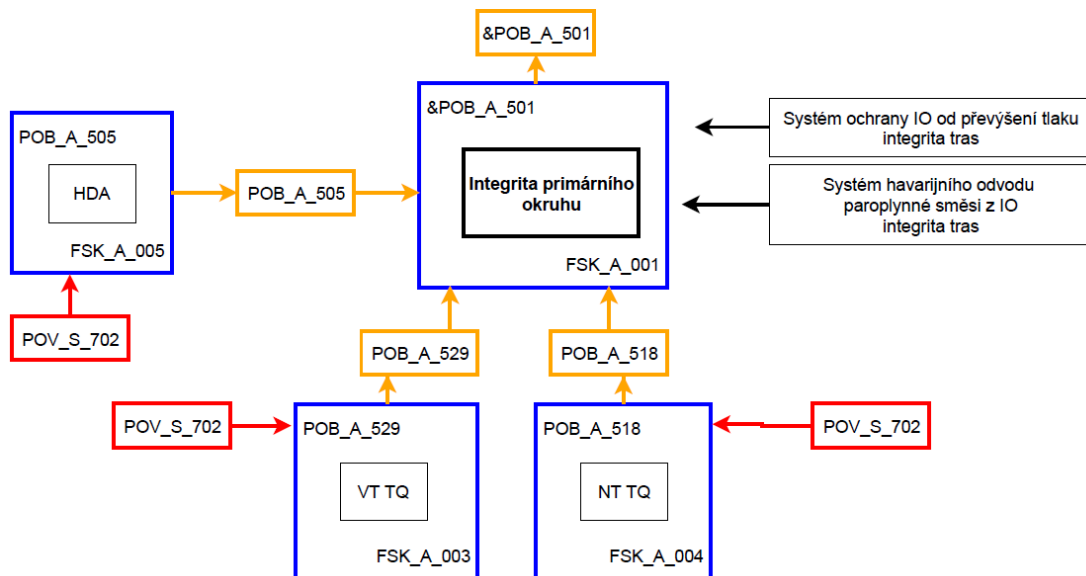 &POB_A_501
&POB_A_501
Integrita primárního
okruhu
FSK_A_001
POB_A_505
HDA
FSK_A_005
POB_A_505
POV_S_702
Systém ochrany IO od převýšení tlaku
integrita tras
Systém havarijního odvodu
paroplynné směsi z IO
integrita tras
POB_A_529
POB_A_518
POV_S_702
POB_A_529
VT TQ
FSK_A_003
POB_A_518
NT TQ
FSK_A_004
POV_S_702